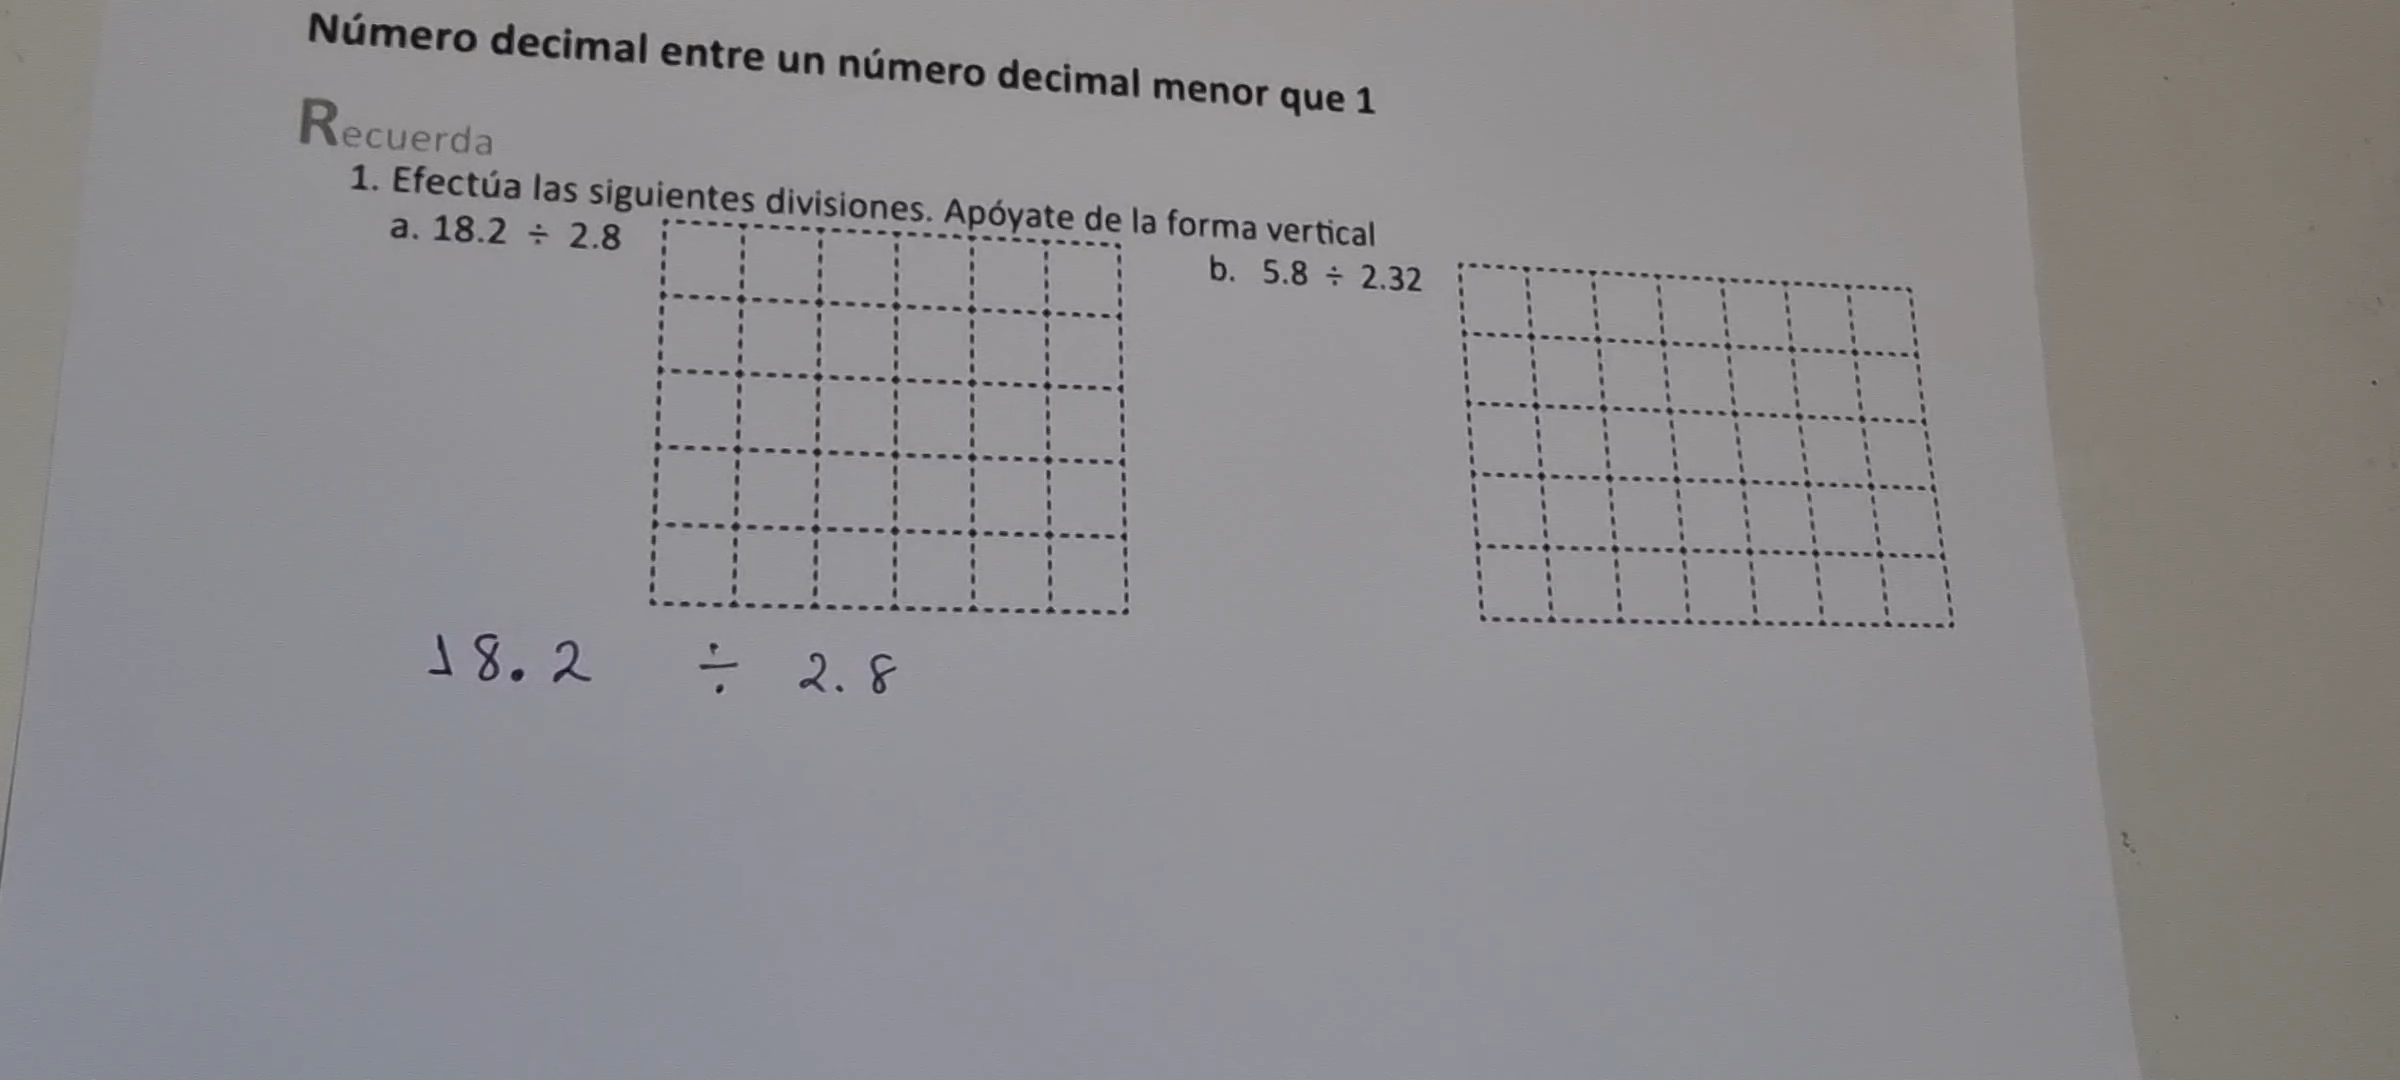 Número decimal entre un número decimal menor que 1
Recuerda
1. Efectúa las siguientes divisiones. Apóyate de la forma vertical
a. 18.2 ÷ 2.8
b. 5.8 ÷ 2.32
18.2 ÷ 2.8